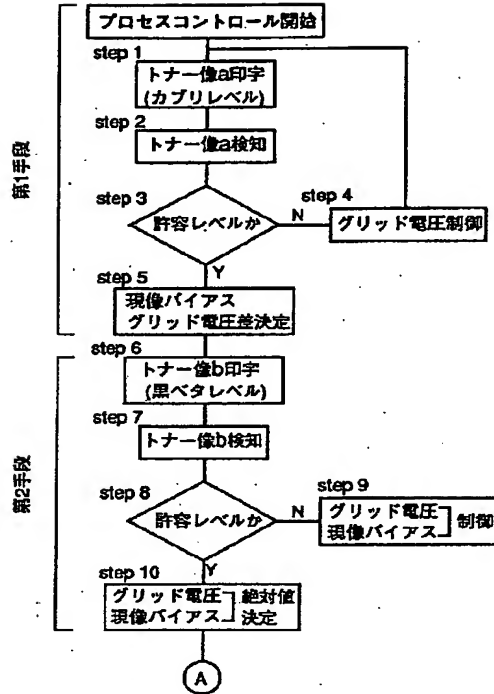 プロセスコントロール開始
step 1
トナー像a印字
(カブリレベル)
step 2
トナー像a検知
step 3
許容レベルか
N
step 4
グリッド電圧制御
Y
step 5
現像バイアス
グリッド電圧差決定
第1手段
step 6
トナー像b印字
(黒ベタレベル)
step 7
トナー像b検知
step 8
許容レベルか
N
step 9
グリッド電圧
現像バイアス
制御
Y
step 10
グリッド電圧
現像バイアス
絶対値
決定
第2手段
A